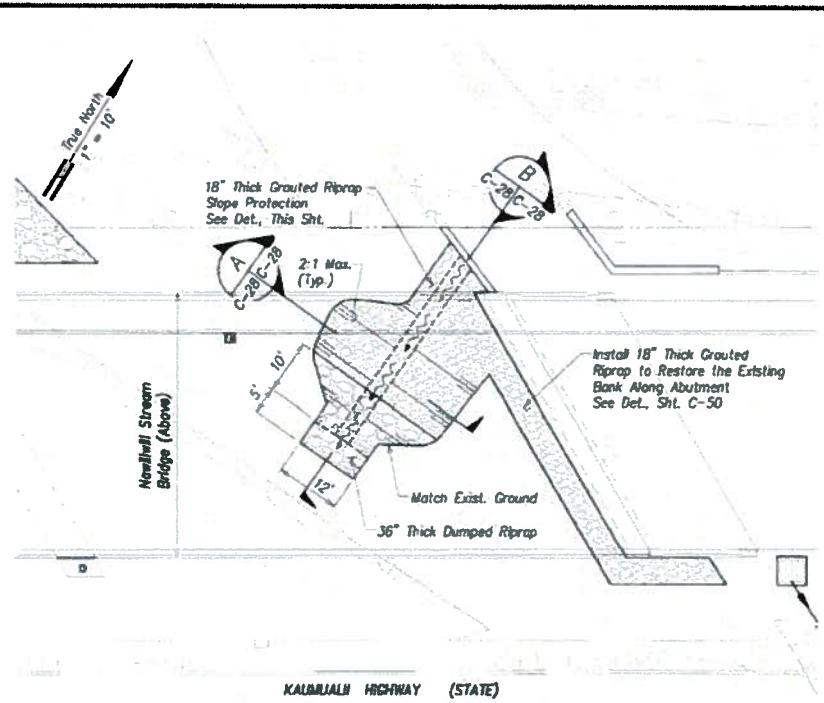 True North
1" = 10'
18" Thick Grouted Riprap
Slope Protection
See Det., This Sht.
B
C-28 C-28
A
C-28 C-28
2:1 Max.
(Typ.)
Install 18" Thick Grouted
Riprap to Restore the Existing
Bank Along Abutment
See Det., Sht. C-50
10'
5'
12'
Nawiliwili Stream
Bridge (Above)
Match Exist. Ground
36" Thick Dumped Riprap
KAUMUALII HIGHWAY (STATE)